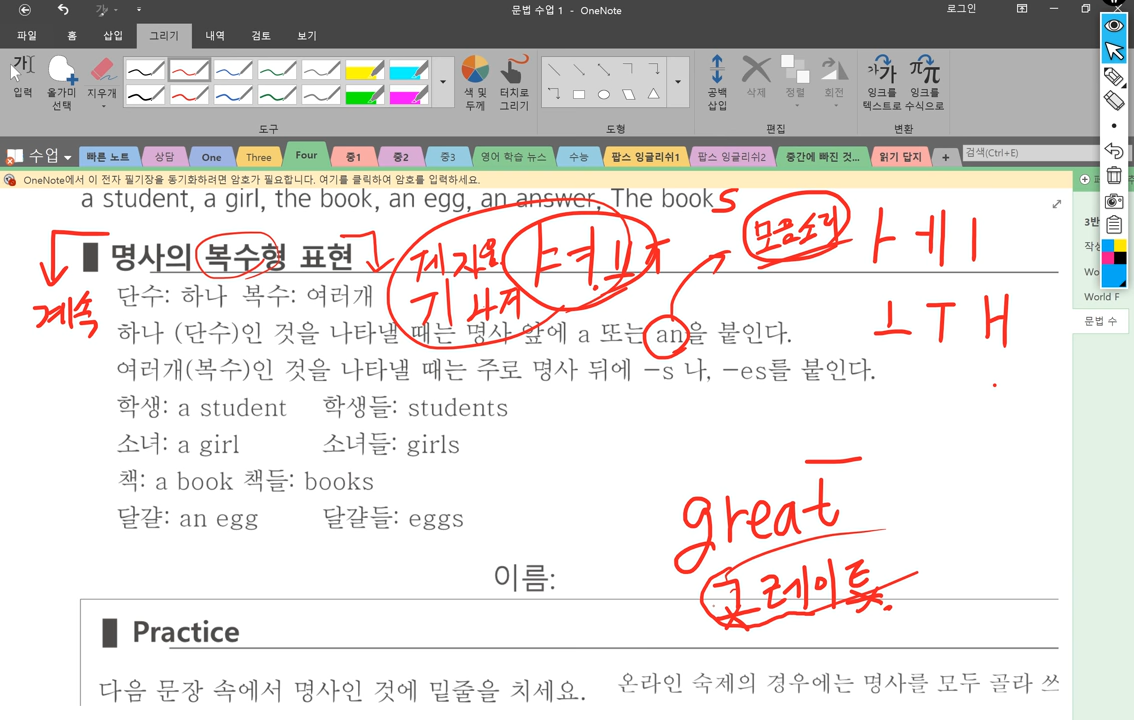 문법 수업 1 - OneNote
로그인
파일 홈 삽입 그리기 내역 검토 보기
입력
올가미 선택
지우개
색 및 두께
터치로 그리기
공백 삽입
삭제
정렬
회전
잉크를 텍스트로
잉크를 수식으로
도구 도형 편집 변환
수업 빠른 노트 상담 One Three Four 중1 중2 중3 영어 학습 뉴스 수능 팝스 잉글리쉬1 팝스 잉글리쉬2 중간에 빠진 것... 읽기 답지 + 검색(Ctrl+E)
OneNote에서 이 전자 필기장을 동기화하려면 암호가 필요합니다. 여기를 클릭하여 암호를 입력하세요.
a student, a girl, the book, an egg, an answer, The book s
모음소리
ㅏ ㅔ ㅣ
ㅗ ㅜ ㅐ
명사의 복수형 표현
계속
단수: 하나 복수: 여러개
하나 (단수)인 것을 나타낼 때는 명사 앞에 a 또는 an을 붙인다.
여러개(복수)인 것을 나타낼 때는 주로 명사 뒤에 –s 나, –es를 붙인다.
학생: a student 학생들: students
소녀: a girl 소녀들: girls
책: a book 책들: books
달걀: an egg 달걀들: eggs
great
그레이트
이름:
Practice
다음 문장 속에서 명사인 것에 밑줄을 치세요.
온라인 숙제의 경우에는 명사를 모두 골라 쓰
3반
작성
Wo
World F
문법 수